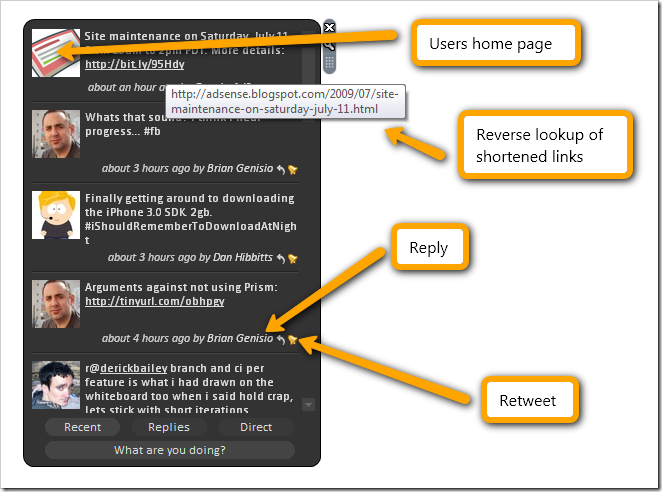 Site maintenance on Saturday, July 11
to 2pm PDT. More details:
http://bit.ly/95Hdy
about an hour
http://adsense.blogspot.com/2009/07/site-
maintenance-on-saturday-july-11.html
Whats that sound? I think I hear
progress... #fb
about 3 hours ago by Brian Genisio
Finally getting around to downloading
the iPhone 3.0 SDK. 2gb.
#iShouldRememberToDownloadAtNigh
t
about 3 hours ago by Dan Hibbitts
Arguments against not using Prism:
http://tinyurl.com/obhpgy
about 4 hours ago by Brian Genisio
r@derickbailey branch and ci per
feature is what i had drawn on the
whiteboard too when i said hold crap,
lets stick with short iterations
Recent Replies Direct
What are you doing?
Users home page
Reverse lookup of
shortened links
Reply
Retweet